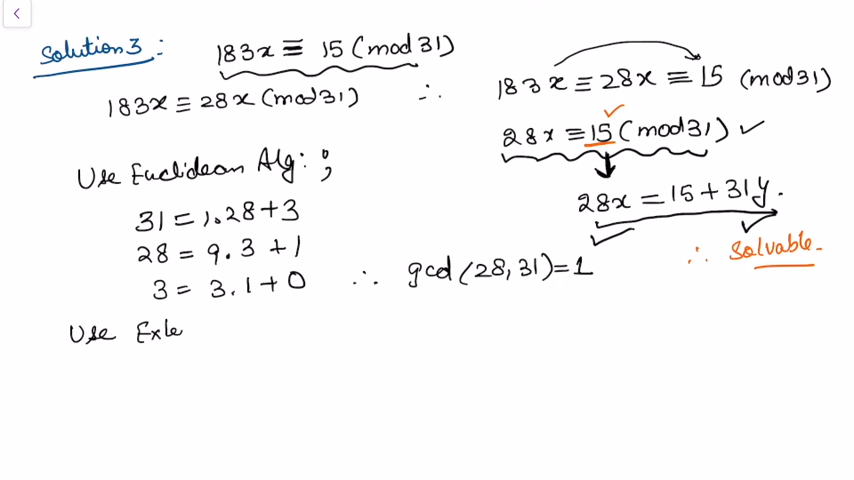 Solution 3 :
183x ≡ 15 (mod 31)
183x ≡ 28x (mod 31) ∴
183x ≡ 28x ≡ 15 (mod 31)
28x ≡ 15 (mod 31) ✓
28x = 15 + 31y.
∴ Solvable.
Use Euclidean Alg:
31 = 1.28 + 3
28 = 9.3 + 1
3 = 3.1 + 0 ∴ gcd (28, 31) = 1
Use Exte